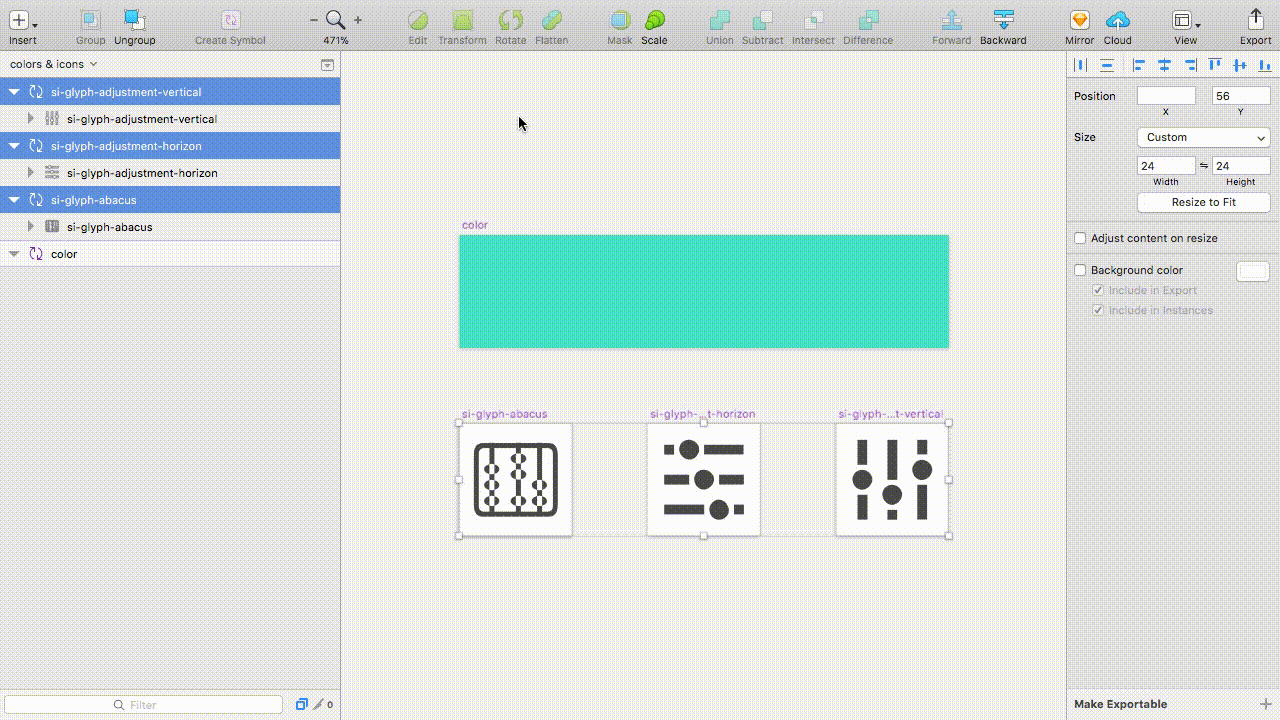 Insert
Group
Ungroup
Create Symbol
471%
Edit
Transform
Rotate
Flatten
Mask
Scale
Union
Subtract
Intersect
Difference
Forward
Backward
Mirror
Cloud
View
Export
colors & icons
si-glyph-adjustment-vertical
si-glyph-adjustment-vertical
si-glyph-adjustment-horizon
si-glyph-adjustment-horizon
si-glyph-abacus
si-glyph-abacus
color
Filter
0
color
si-glyph-abacus
si-glyph-...t-horizon
si-glyph-...t-vertical
Position
56
X
Y
Size
Custom
24
24
Width
Height
Resize to Fit
Adjust content on resize
Background color
Include in Export
Include in Instances
Make Exportable